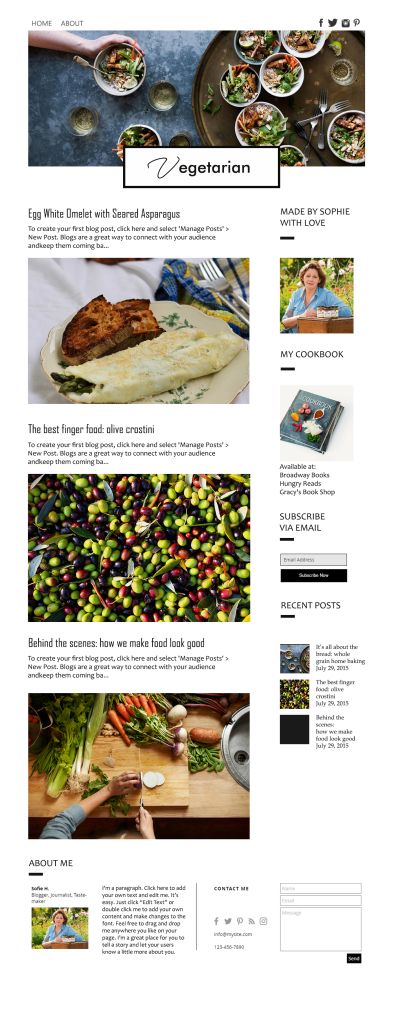 HOME ABOUT
Vegetarian
Egg White Omelet with Seared Asparagus
To create your first blog post, click here and select 'Manage Posts' >
New Post. Blogs are a great way to connect with your audience
andkeep them coming ba...
The best finger food: olive crostini
To create your first blog post, click here and select 'Manage Posts' >
New Post. Blogs are a great way to connect with your audience
andkeep them coming ba...
Behind the scenes: how we make food look good
To create your first blog post, click here and select 'Manage Posts' >
New Post. Blogs are a great way to connect with your audience
andkeep them coming ba...
MADE BY SOPHIE
WITH LOVE
MY COOKBOOK
COOKBOOK
Available at:
Broadway Books
Hungry Reads
Gracy's Book Shop
SUBSCRIBE
VIA EMAIL
Email Address
Subscribe Now
RECENT POSTS
It's all about the
bread: whole
grain home baking
July 29, 2015
The best finger
food: olive
crostini
July 29, 2015
Behind the
scenes:
how we make
food look good
July 29, 2015
ABOUT ME
Sofie H.
Blogger, Journalist, Taste-
maker
I'm a paragraph. Click here to add
your own text and edit me. It's
easy. Just click "Edit Text" or
double click me to add your own
content and make changes to the
font. Feel free to drag and drop
me anywhere you like on your
page. I'm a great place for you to
tell a story and let your users
know a little more about you.
CONTACT ME
info@mysite.com
123-456-7890
Name
Email
Message
Send